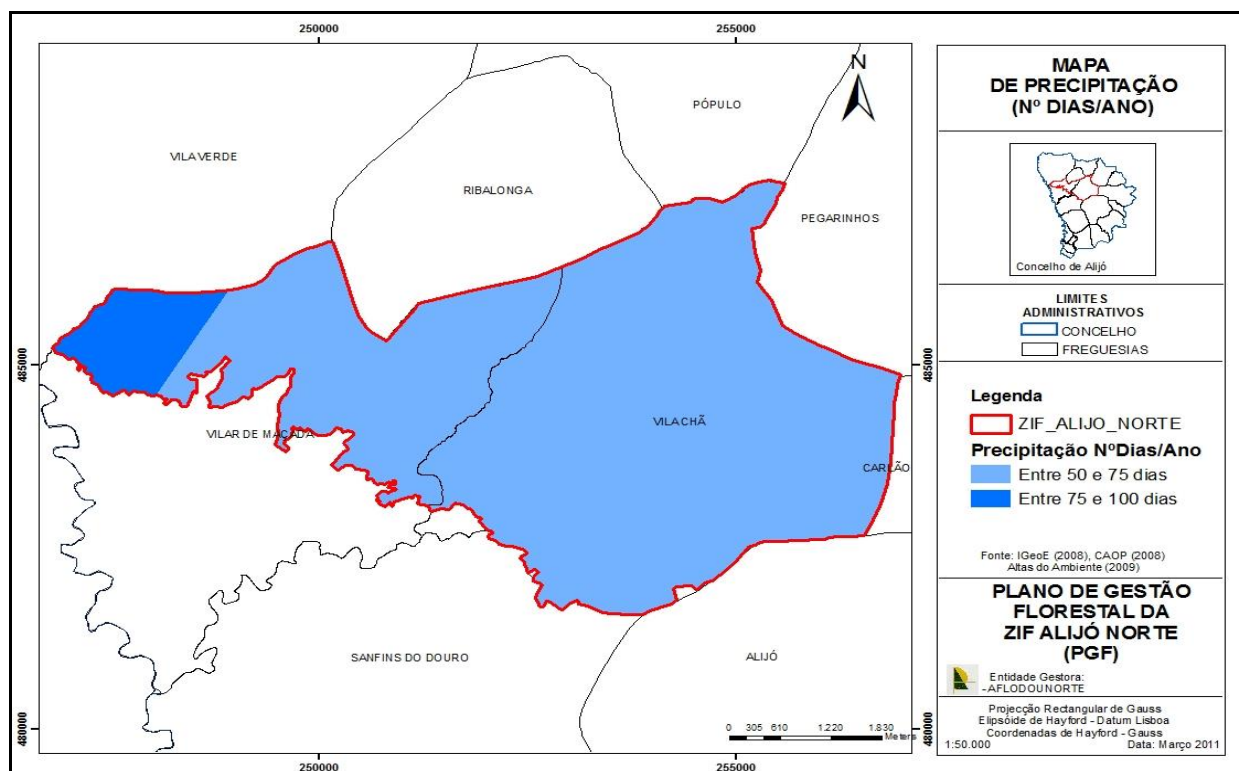 250000
255000
N
PÓPULO
VILA VERDE
RIBALONGA
PEGARINHOS
485000
485000
VILA CHÃ
VILAR DE MAÇADA
CARLÃO
SANFINS DO DOURO
ALIJÓ
0 305 610 1.220 1.830
Meters
480000
480000
250000
255000
MAPA
DE PRECIPITAÇÃO
(Nº DIAS/ANO)
Concelho de Alijó
LIMITES
ADMINISTRATIVOS
CONCELHO
FREGUESIAS
Legenda
ZIF_ALIJO_NORTE
Precipitação NºDias/Ano
Entre 50 e 75 dias
Entre 75 e 100 dias
Fonte: IGeoE (2008), CAOP (2008)
Altas do Ambiente (2009)
PLANO DE GESTÃO
FLORESTAL DA
ZIF ALIJÓ NORTE
(PGF)
Entidade Gestora:
-AFLODOUNORTE
Projecção Rectangular de Gauss
Elipsóide de Hayford - Datum Lisboa
Coordenadas de Hayford - Gauss
1:50.000 Data: Março 2011